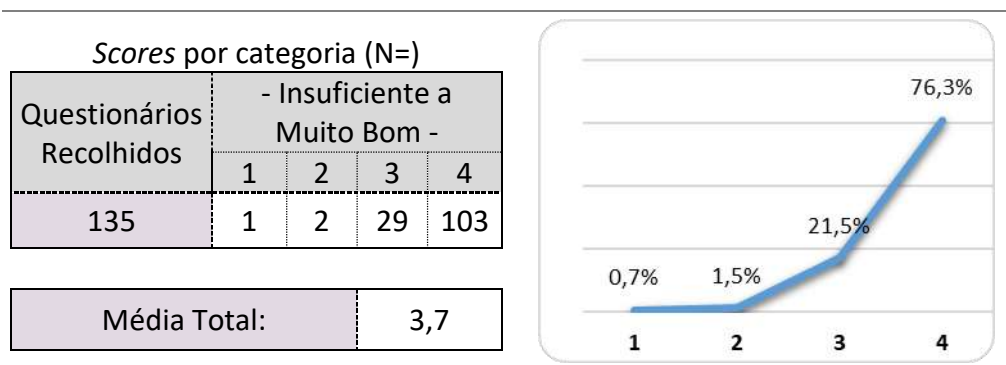 Scores por categoria (N=)
Questionários Recolhidos
- Insuficiente a
Muito Bom -
1 2 3 4
135 1 2 29 103
Média Total: 3,7
76,3%
21,5%
0,7% 1,5%
1 2 3 4